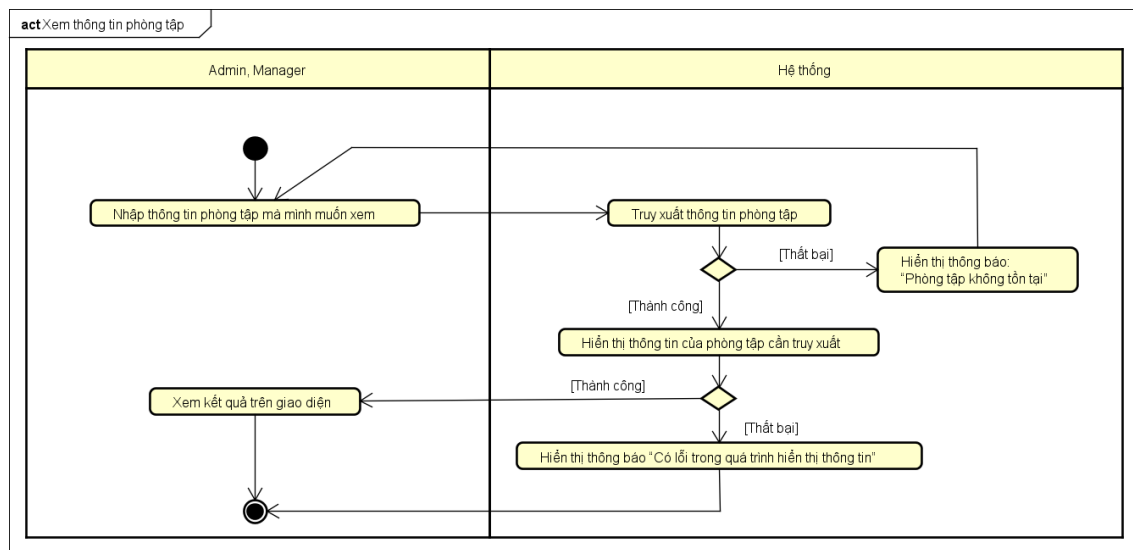 act Xem thông tin phòng tập
Admin, Manager
Hệ thống
Nhập thông tin phòng tập mà mình muốn xem
Truy xuất thông tin phòng tập
[Thất bại]
Hiển thị thông báo:
“Phòng tập không tồn tại”
[Thành công]
Hiển thị thông tin của phòng tập cần truy xuất
[Thành công]
Xem kết quả trên giao diện
[Thất bại]
Hiển thị thông báo “Có lỗi trong quá trình hiển thị thông tin”